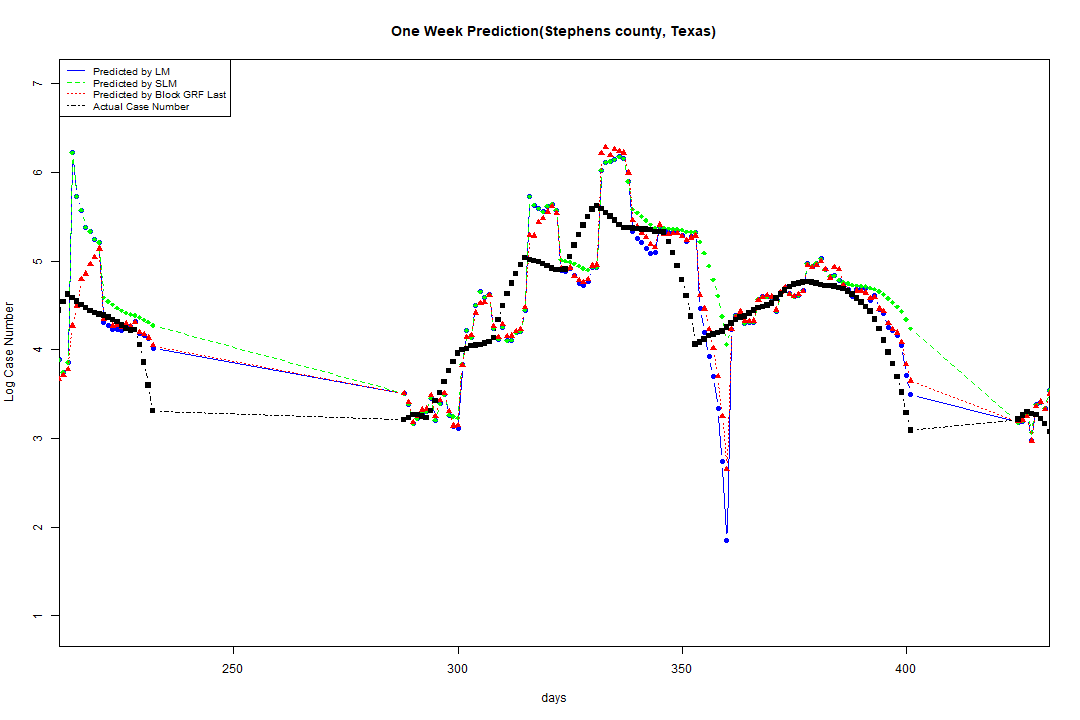 One Week Prediction(Stephens county, Texas)
Predicted by LM
Predicted by SLM
Predicted by Block GRF Last
Actual Case Number
7
6
5
4
3
2
1
Log Case Number
250 300 350 400
days